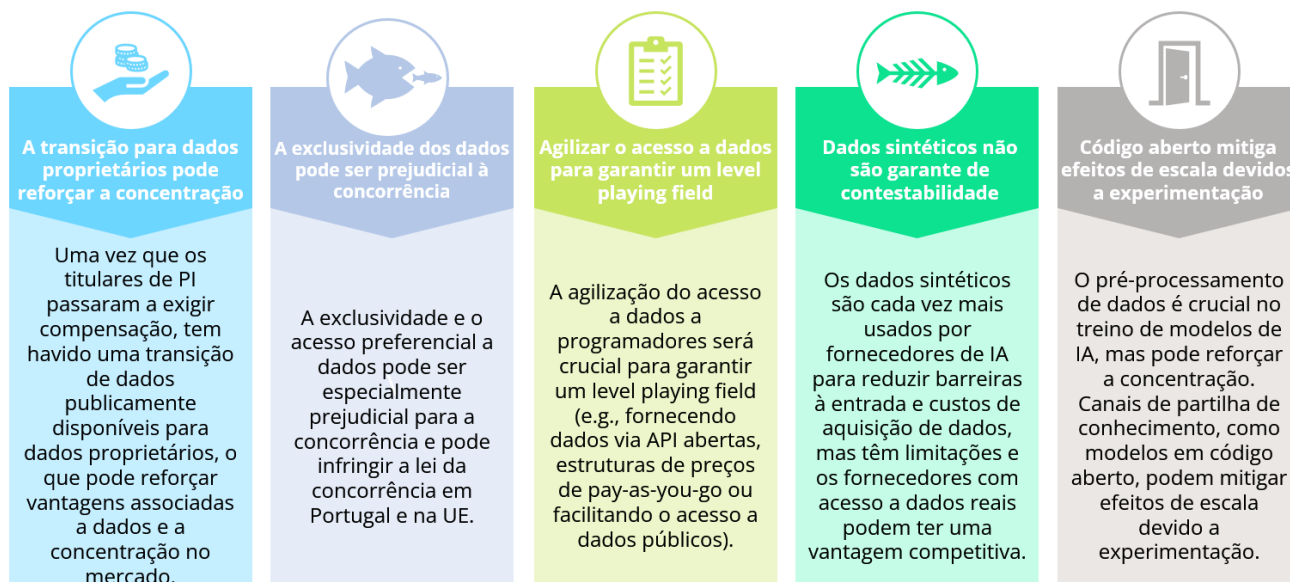 A transição para dados
proprietários pode
reforçar a concentração
Uma vez que os
titulares de PI
passaram a exigir
compensação, tem
havido uma transição
de dados
publicamente
disponíveis para
dados proprietários, o
que pode reforçar
vantagens associadas
a dados e a
concentração no
mercado.
A exclusividade dos dados
pode ser prejudicial à
concorrência
A exclusividade e o
acesso preferencial a
dados pode ser
especialmente
prejudicial para a
concorrência e pode
infringir a lei da
concorrência em
Portugal e na UE.
Agilizar o acesso a dados
para garantir um level
playing field
A agilização do acesso
a dados a
programadores será
crucial para garantir
um level playing field
(e.g., fornecendo
dados via API abertas,
estruturas de preços
de pay-as-you-go ou
facilitando o acesso a
dados públicos).
Dados sintéticos não
são garante de
contestabilidade
Os dados sintéticos
são cada vez mais
usados por
fornecedores de IA
para reduzir barreiras
à entrada e custos de
aquisição de dados,
mas têm limitações e
os fornecedores com
acesso a dados reais
podem ter uma
vantagem competitiva.
Código aberto mitiga
efeitos de escala devidos
a experimentação
O pré-processamento
de dados é crucial no
treino de modelos de
IA, mas pode reforçar
a concentração.
Canais de partilha de
conhecimento, como
modelos em código
aberto, podem mitigar
efeitos de escala
devido a
experimentação.